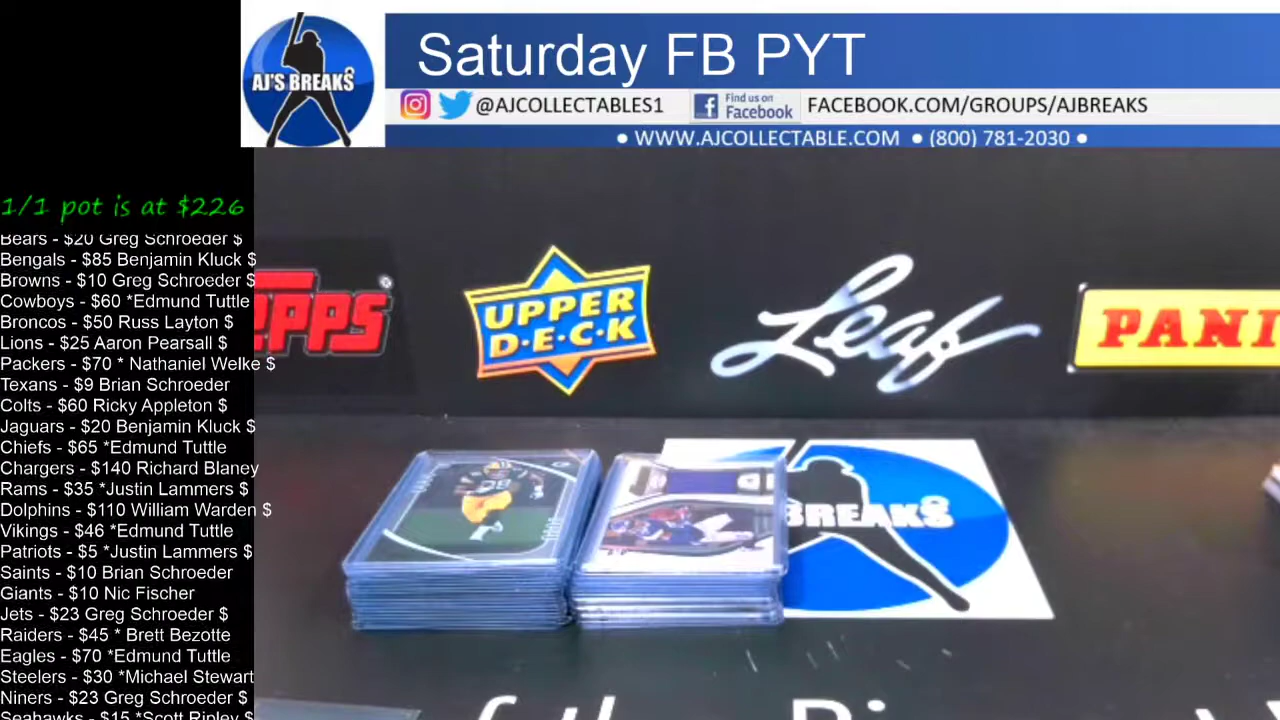 Saturday FB PYT
AJ'S BREAKS
@AJCOLLECTABLES1
Find us on
Facebook
FACEBOOK.COM/GROUPS/AJBREAKS
• WWW.AJCOLLECTABLE.COM • (800) 781-2030 •
1/1 pot is at $226
Bears - $20 Greg Schroeder $
Bengals - $85 Benjamin Kluck $
Browns - $10 Greg Schroeder $
Cowboys - $60 *Edmund Tuttle
Broncos - $50 Russ Layton $
Lions - $25 Aaron Pearsall $
Packers - $70 * Nathaniel Welke $
Texans - $9 Brian Schroeder
Colts - $60 Ricky Appleton $
Jaguars - $20 Benjamin Kluck $
Chiefs - $65 *Edmund Tuttle
Chargers - $140 Richard Blaney
Rams - $35 *Justin Lammers $
Dolphins - $110 William Warden $
Vikings - $46 *Edmund Tuttle
Patriots - $5 *Justin Lammers $
Saints - $10 Brian Schroeder
Giants - $10 Nic Fischer
Jets - $23 Greg Schroeder $
Raiders - $45 * Brett Bezotte
Eagles - $70 *Edmund Tuttle
Steelers - $30 *Michael Stewart
Niners - $23 Greg Schroeder $
Seahawks - $15 *Scott Ripley $
PPS
UPPER
D·E·C·K
Leaf
PANI
BREAKS
of the